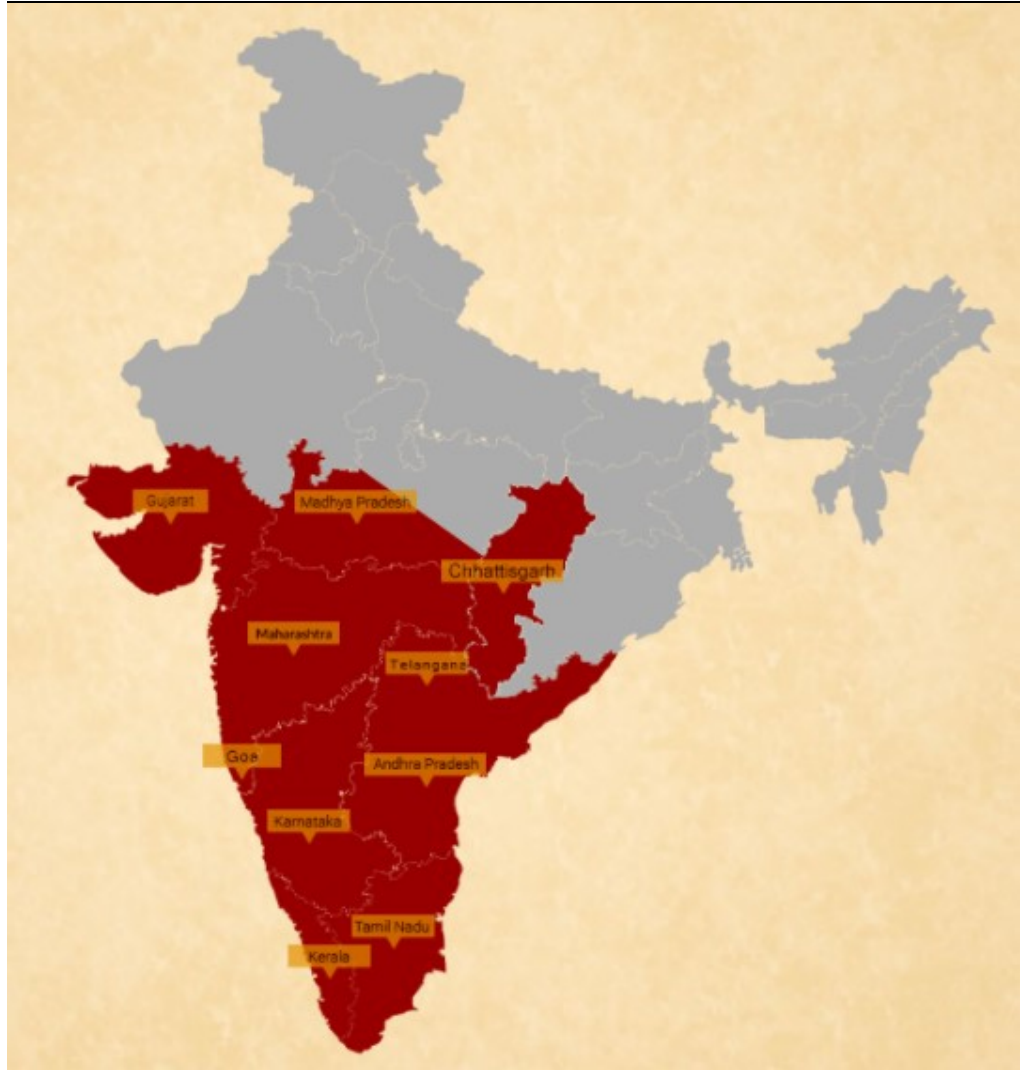 Gujarat
Madhya Pradesh
Chhattisgarh
Maharashtra
Telangana
Goa
Andhra Pradesh
Karnataka
Tamil Nadu
Kerala